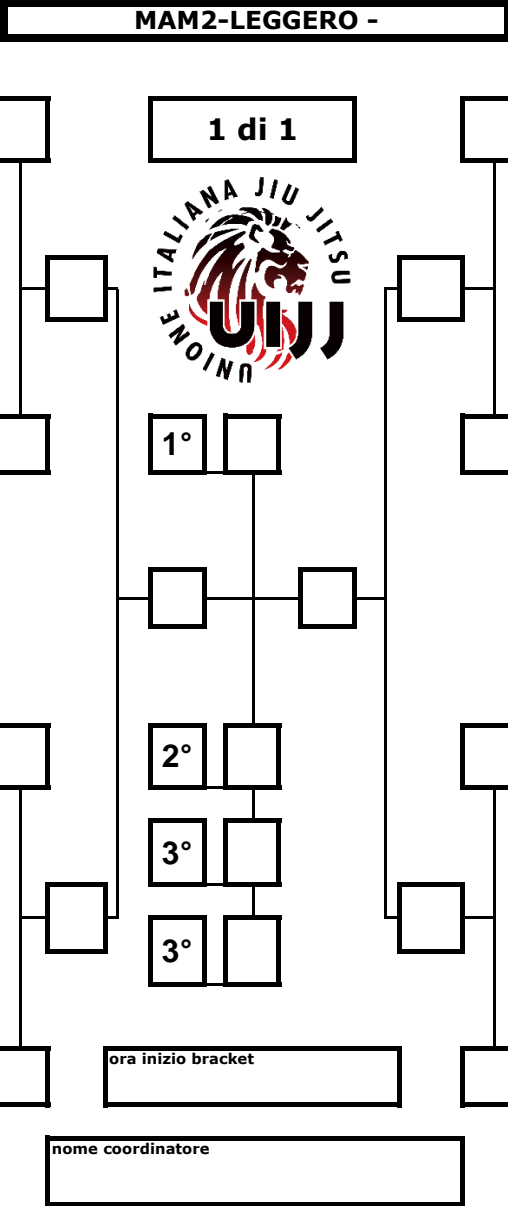 MAM2-LEGGERO -
1 di 1
UNIONE ITALIANA JIU JITSU
UIJJ
1°
2°
3°
3°
ora inizio bracket
nome coordinatore